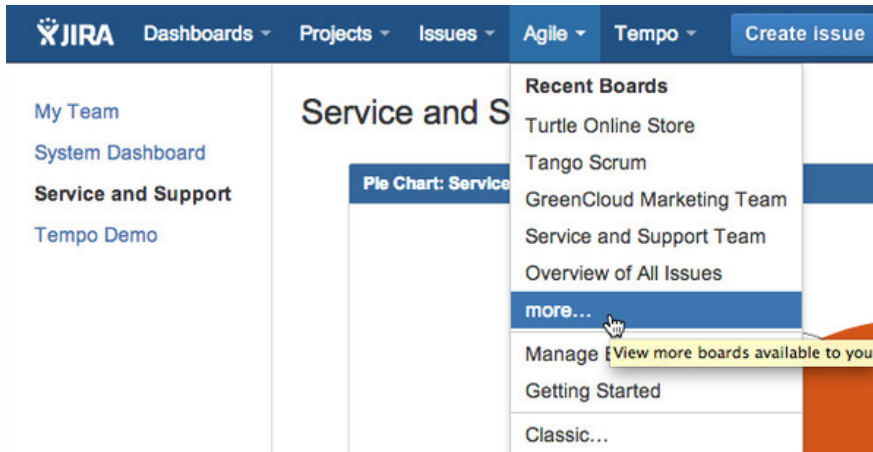 JIRA Dashboards Projects Issues Agile Tempo Create issue
My Team
System Dashboard
Service and Support
Tempo Demo
Service and S
Pie Chart: Service
Recent Boards
Turtle Online Store
Tango Scrum
GreenCloud Marketing Team
Service and Support Team
Overview of All Issues
more...
View more boards available to you
Manage
Getting Started
Classic...